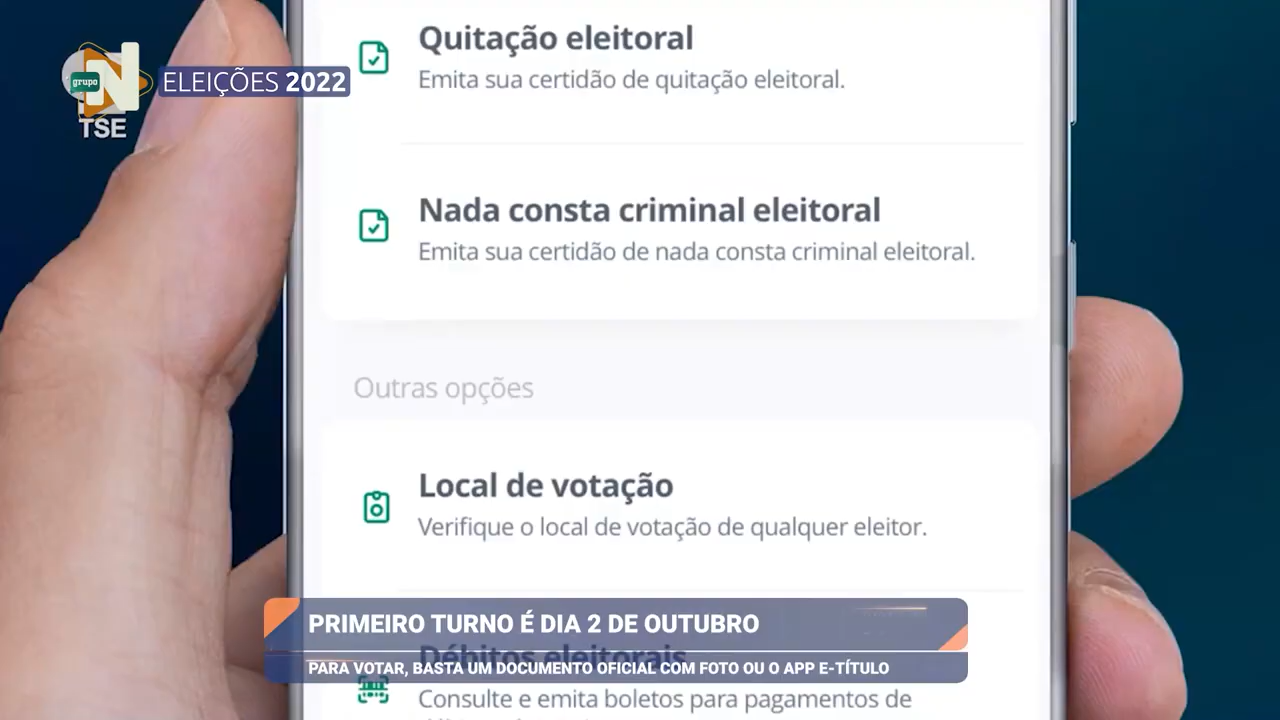 Quitação eleitoral
Emita sua certidão de quitação eleitoral.
grupo N
ELEIÇÕES 2022
TSE
Nada consta criminal eleitoral
Emita sua certidão de nada consta criminal eleitoral.
Outras opções
Local de votação
Verifique o local de votação de qualquer eleitor.
PRIMEIRO TURNO É DIA 2 DE OUTUBRO
Débitos eleitorais
PARA VOTAR, BASTA UM DOCUMENTO OFICIAL COM FOTO OU O APP E-TÍTULO
Consulte e emita boletos para pagamentos de